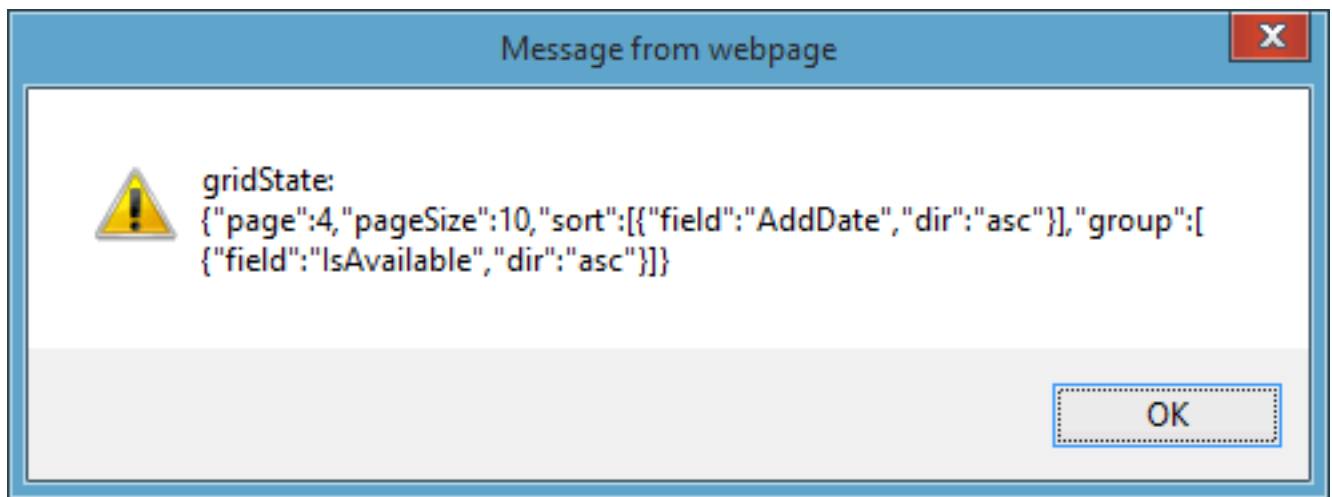 Message from webpage
x
gridState:
{"page":4,"pageSize":10,"sort":[{"field":"AddDate","dir":"asc"}],"group":[
{"field":"IsAvailable","dir":"asc"}]}
OK